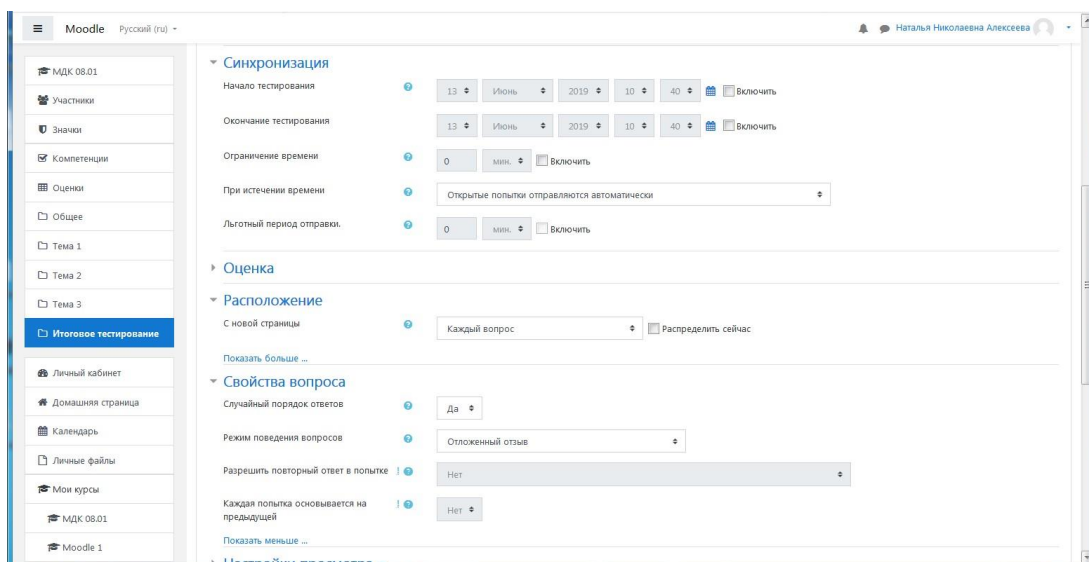 Moodle Русский (ru)
Наталья Николаевна Алексеева
МДК 08.01
Участники
Значки
Компетенции
Оценки
Общее
Тема 1
Тема 2
Тема 3
Итоговое тестирование
Личный кабинет
Домашняя страница
Календарь
Личные файлы
Мои курсы
МДК 08.01
Moodle 1
Синхронизация
Начало тестирования 13 Июнь 2019 10 40 Включить
Окончание тестирования 13 Июнь 2019 10 40 Включить
Ограничение времени 0 мин. Включить
При истечении времени Открытые попытки отправляются автоматически
Льготный период отправки. 0 мин. Включить
Оценка
Расположение
С новой страницы Каждый вопрос Распределить сейчас
Показать больше ...
Свойства вопроса
Случайный порядок ответов Да
Режим поведения вопросов Отложенный отзыв
Разрешить повторный ответ в попытке ! Нет
Каждая попытка основывается на ! Нет
предыдущей
Показать меньше ...
Настройки просмотра